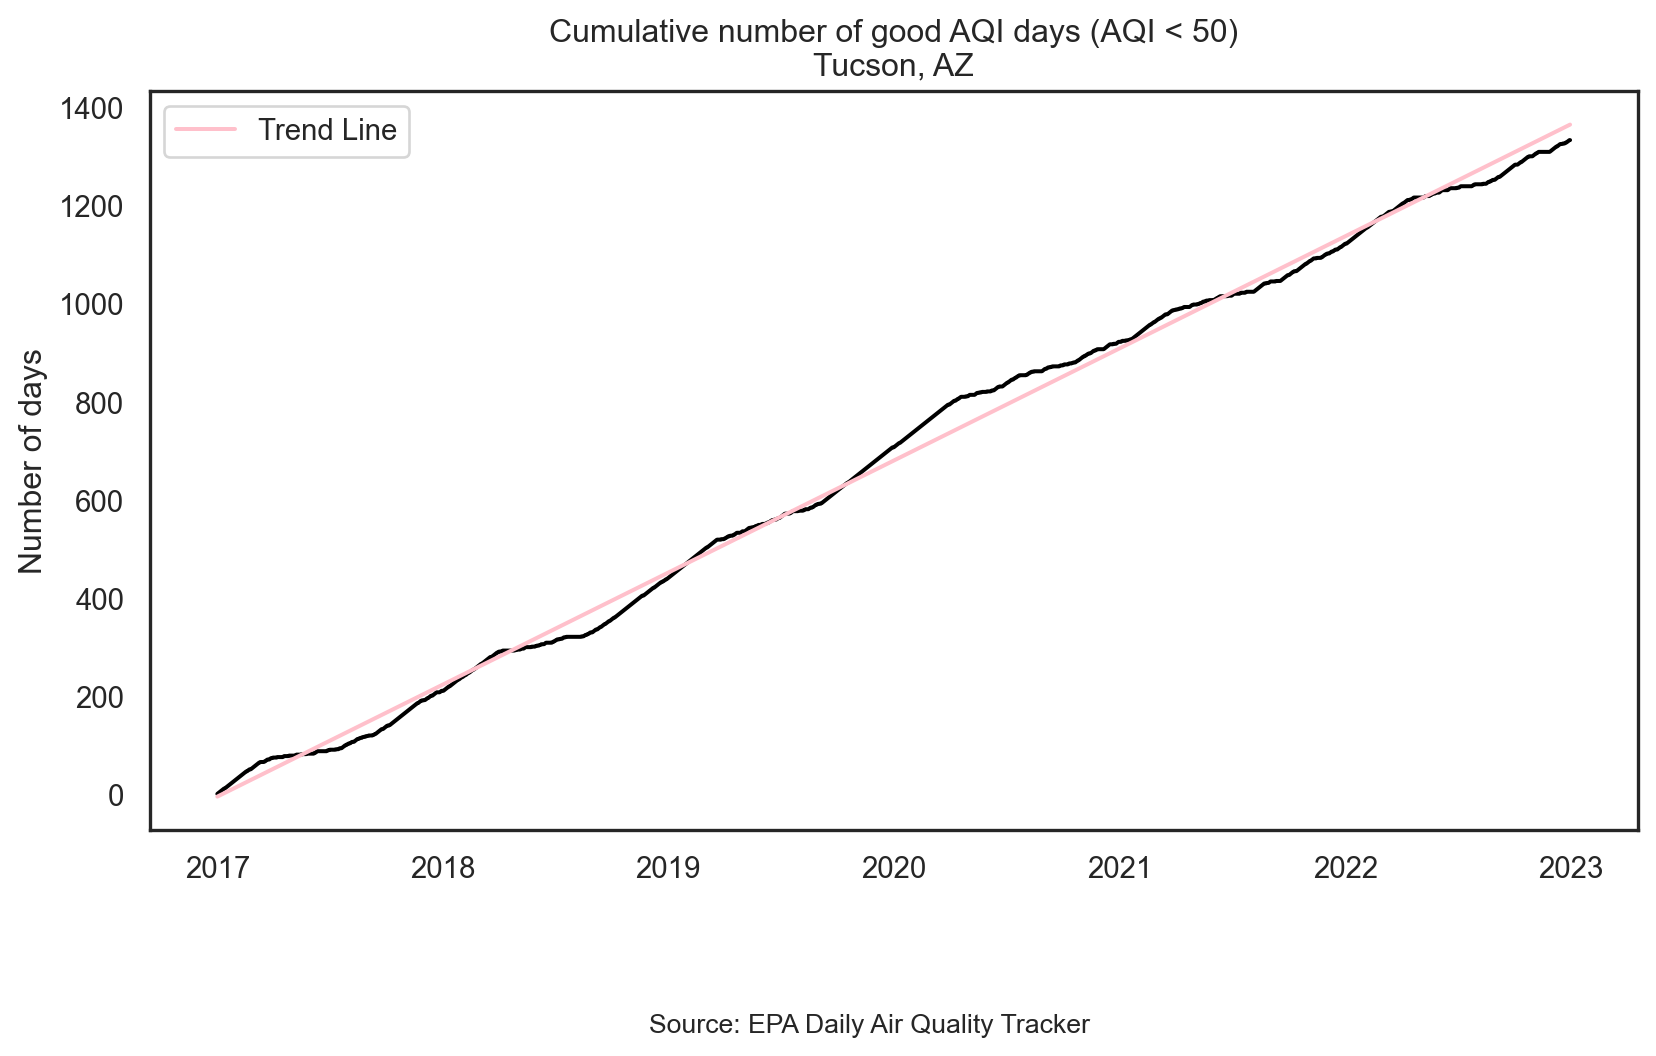 Cumulative number of good AQI days (AQI < 50)
Tucson, AZ
Trend Line
Number of days
1400
1200
1000
800
600
400
200
0
2017 2018 2019 2020 2021 2022 2023
Source: EPA Daily Air Quality Tracker